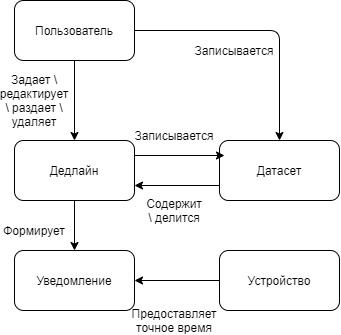 Пользователь
Записывается
Задает \
редактирует
\ раздает \
удаляет
Записывается
Дедлайн
Датасет
Содержит
\ делится
Формирует
Уведомление
Устройство
Предоставляет
точное время